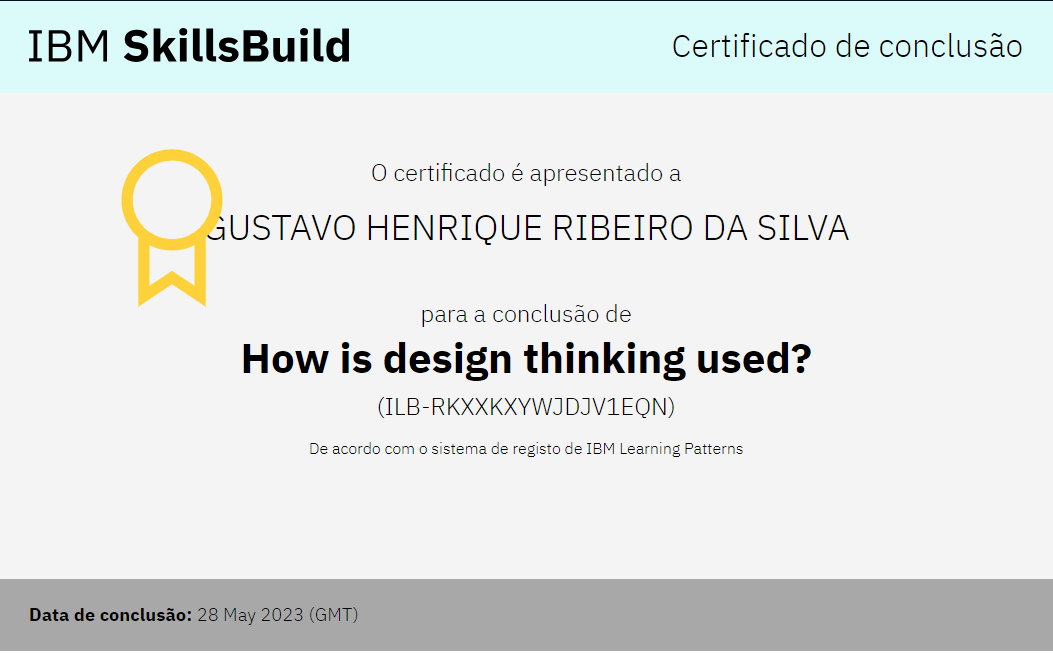 IBM SkillsBuild
Certificado de conclusão
O certificado é apresentado a
GUSTAVO HENRIQUE RIBEIRO DA SILVA
para a conclusão de
How is design thinking used?
(ILB-RKXXKXYWJDJV1EQN)
De acordo com o sistema de registo de IBM Learning Patterns
Data de conclusão: 28 May 2023 (GMT)